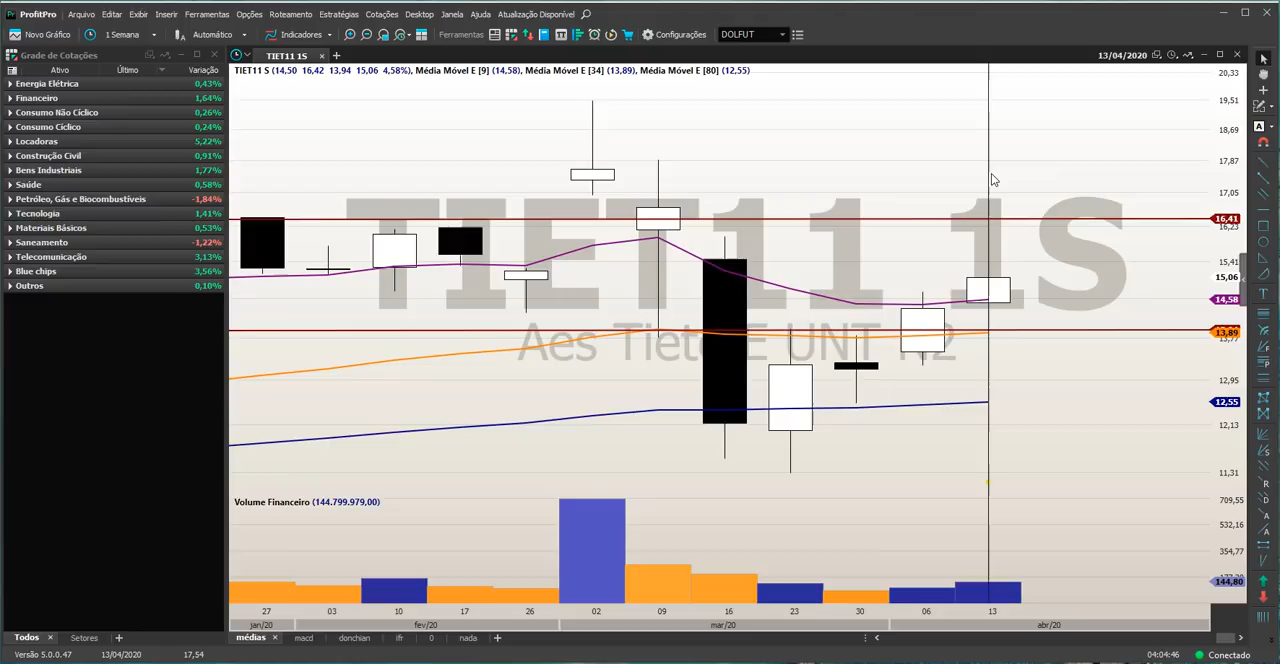 ProfitPro Arquivo Editar Exibir Inserir Ferramentas Opções Roteamento Estratégias Cotações Desktop Janela Ajuda Atualização Disponível
Novo Gráfico 1 Semana Automático Indicadores Ferramentas Configurações DOLFUT
Grade de Cotações
TIET11 1S
13/04/2020
Ativo Último Variação
Energia Elétrica 0,43%
Financeiro 1,64%
Consumo Não Cíclico 0,26%
Consumo Cíclico 0,24%
Locadoras 5,22%
Construção Civil 0,91%
Bens Industriais 1,77%
Saúde 0,58%
Petróleo, Gás e Biocombustíveis -1,84%
Tecnologia 1,41%
Materiais Básicos 0,53%
Saneamento -1,22%
Telecomunicação 3,13%
Blue chips 3,56%
Outros 0,10%
TIET11 S (14,50 16,42 13,94 15,06 4,58%), Média Móvel E [9] (14,58), Média Móvel E [34] (13,89), Média Móvel E [80] (12,55)
TIET11 1S
Aes Tiete E UNT N2
20,33
19,51
18,69
17,87
17,05
16,41
16,23
15,41
15,06
14,58
13,89
13,77
12,95
12,55
12,13
11,31
Volume Financeiro (144.799.979,00)
709,55
532,16
354,77
144,80
27 03 10 17 26 02 09 16 23 30 06 13
jan/20 fev/20 mar/20 abr/20
Todos Setores
médias macd donchian ifr 0 nada
Versão 5.0.0.47 13/04/2020 17,54 04:04:46 Conectado